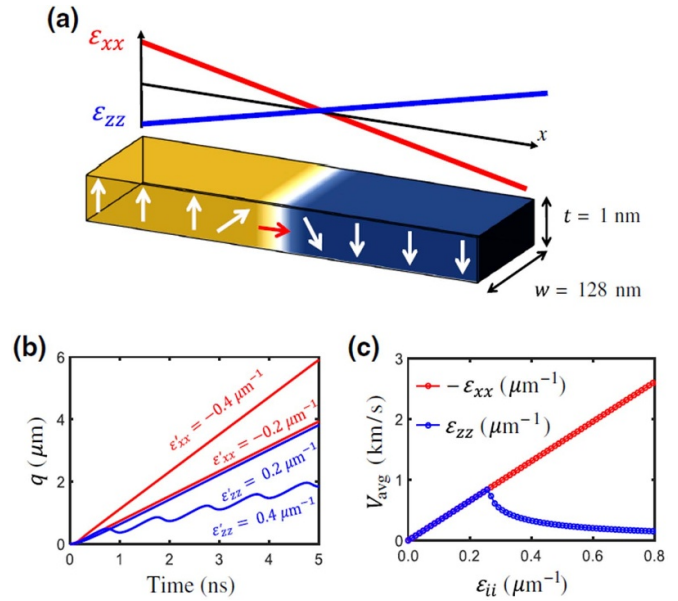 (a)
εxx
εzz
x
t = 1 nm
w = 128 nm
(b)
6
4
2
0
q (μm)
ε'xx = −0.4 μm⁻¹
ε'xx = −0.2 μm⁻¹
ε'zz = 0.2 μm⁻¹
ε'zz = 0.4 μm⁻¹
0 1 2 3 4 5
Time (ns)
(c)
3
2
1
0
Vavg (km/s)
−εxx (μm⁻¹)
εzz (μm⁻¹)
0.0 0.2 0.4 0.6 0.8
εii (μm⁻¹)